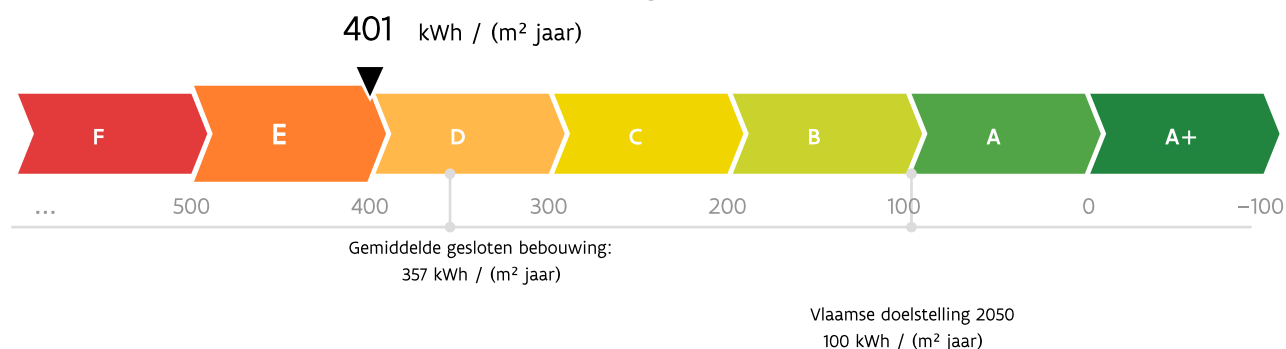 401 kWh / (m² jaar)
F E D C B A A+
... 500 400 300 200 100 0 −100
Gemiddelde gesloten bebouwing:
357 kWh / (m² jaar)
Vlaamse doelstelling 2050
100 kWh / (m² jaar)